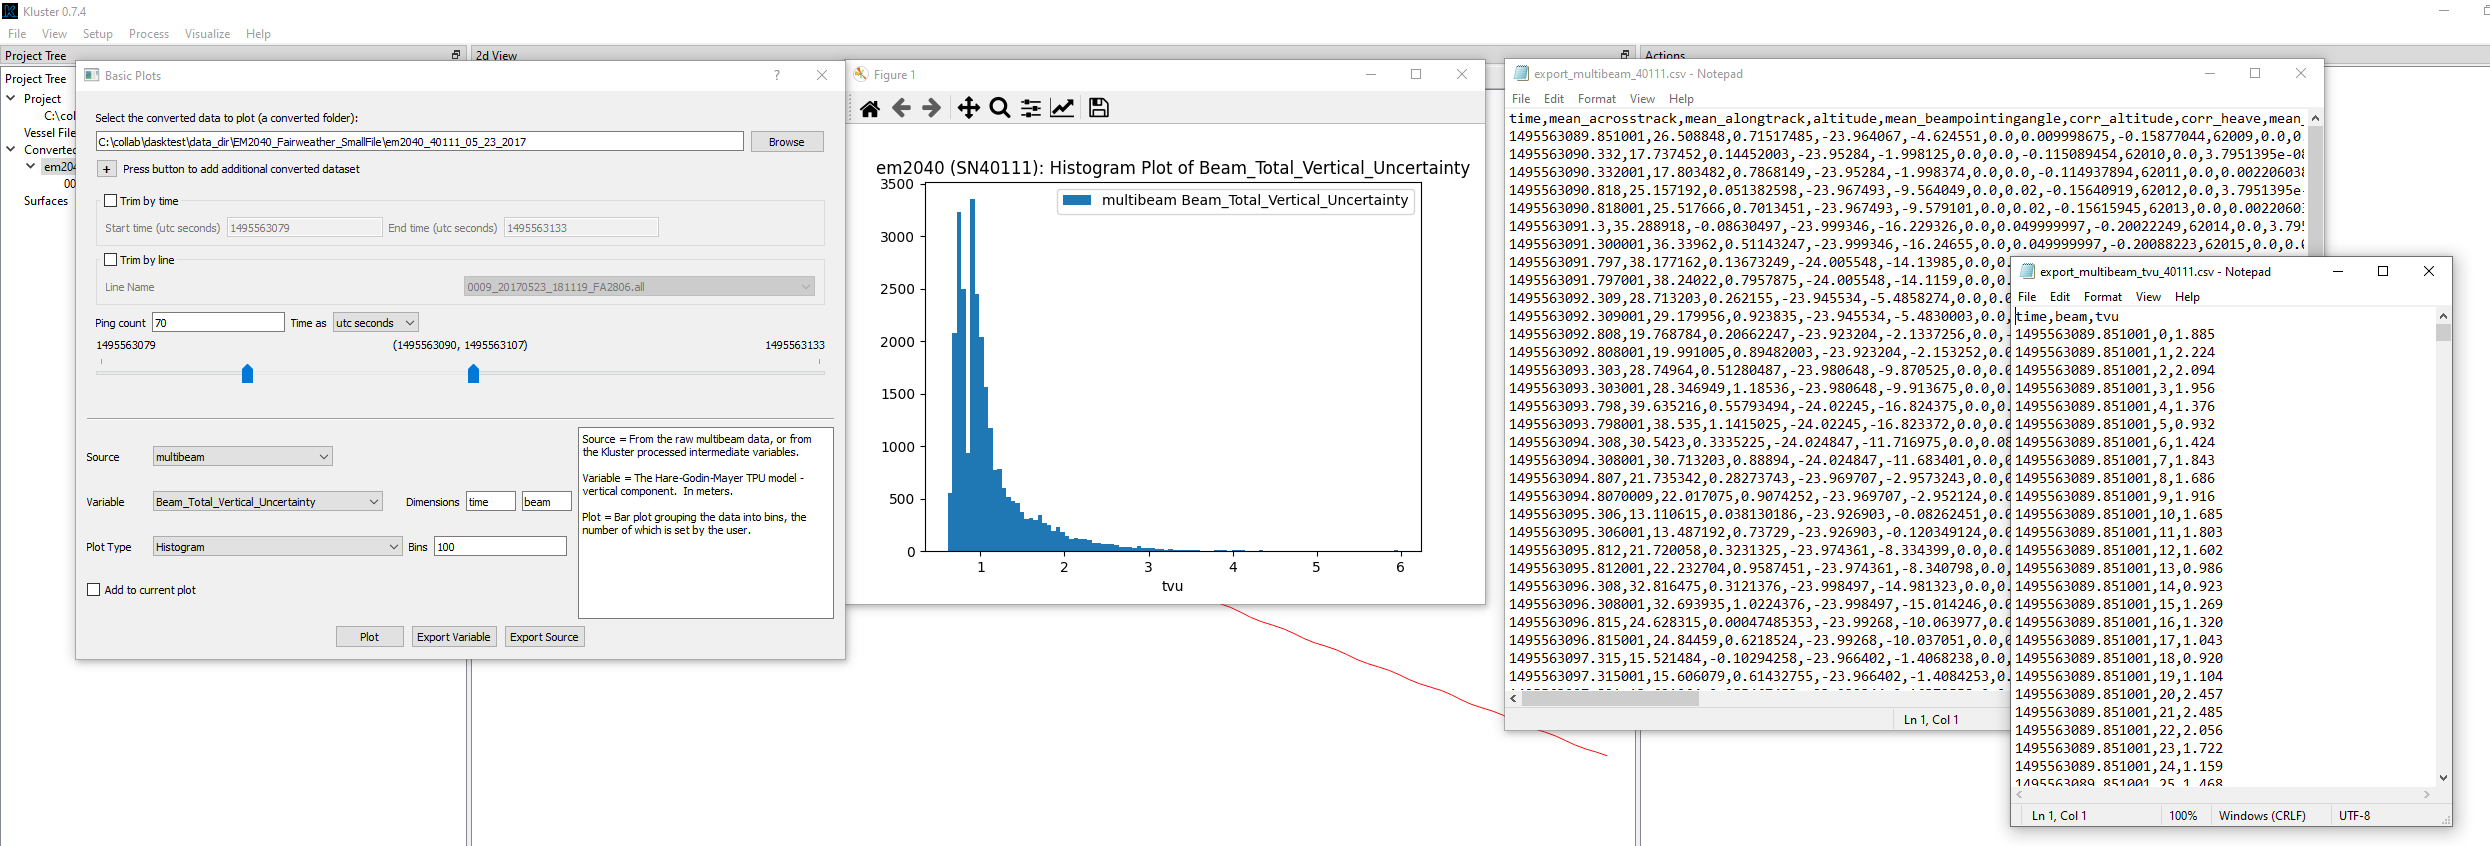 Kluster 0.7.4
File View Setup Process Visualize Help
Project Tree
2d View
Actions
Project Tree
Project
C:\col
Vessel File
Converted
em204
00
Surfaces
Basic Plots
?
Select the converted data to plot (a converted folder):
C:\collab\dasktest\data_dir\EM2040_Fairweather_SmallFile\em2040_40111_05_23_2017
Browse
+ Press button to add additional converted dataset
Trim by time
Start time (utc seconds) 1495563079 End time (utc seconds) 1495563133
Trim by line
Line Name 0009_20170523_181119_FA2806.all
Ping count 70 Time as utc seconds
1495563079 (1495563090, 1495563107) 1495563133
Source multibeam
Variable Beam_Total_Vertical_Uncertainty Dimensions time beam
Plot Type Histogram Bins 100
Add to current plot
Source = From the raw multibeam data, or from
the Kluster processed intermediate variables.
Variable = The Hare-Godin-Mayer TPU model -
vertical component. In meters.
Plot = Bar plot grouping the data into bins, the
number of which is set by the user.
Plot Export Variable Export Source
Figure 1
em2040 (SN40111): Histogram Plot of Beam_Total_Vertical_Uncertainty
multibeam Beam_Total_Vertical_Uncertainty
3500
3000
2500
2000
1500
1000
500
0
1 2 3 4 5 6
tvu
export_multibeam_40111.csv - Notepad
File Edit Format View Help
time,mean_acrosstrack,mean_alongtrack,altitude,mean_beampointingangle,corr_altitude,corr_heave,mean_
1495563089.851001,26.508848,0.71517485,-23.964067,-4.624551,0.0,0.009998675,-0.15877044,62009,0.0,0
1495563090.332,17.737452,0.14452003,-23.95284,-1.998125,0.0,0.0,-0.115089454,62010,0.0,3.7951395e-08
1495563090.332001,17.803482,0.7868149,-23.95284,-1.998374,0.0,0.0,-0.114937894,62011,0.0,0.002206038
1495563090.818,25.157192,0.051382598,-23.967493,-9.564049,0.0,0.02,-0.15640919,62012,0.0,3.7951395e-
1495563090.818001,25.517666,0.7013451,-23.967493,-9.579101,0.0,0.02,-0.15615945,62013,0.0,0.0022060
1495563091.3,35.288918,-0.08630497,-23.999346,-16.229326,0.0,0.049999997,-0.20022249,62014,0.0,3.795
1495563091.300001,36.33962,0.51143247,-23.999346,-16.24655,0.0,0.049999997,-0.20088223,62015,0.0,0.0
1495563091.797,38.177162,0.13673249,-24.005548,-14.13985,0.0,0
1495563091.797001,38.24022,0.7957875,-24.005548,-14.1159,0.0,0
1495563092.309,28.713203,0.262155,-23.945534,-5.4858274,0.0,0
1495563092.309001,29.179956,0.923835,-23.945534,-5.4830003,0.0,
1495563092.808,19.768784,0.20662247,-23.923204,-2.1337256,0.0,-
1495563092.808001,19.991005,0.89482003,-23.923204,-2.153252,0.0
1495563093.303,28.74964,0.51280487,-23.980648,-9.870525,0.0,0.0
1495563093.303001,28.346949,1.18536,-23.980648,-9.913675,0.0,0.
1495563093.798,39.635216,0.55793494,-24.02245,-16.824375,0.0,0
1495563093.798001,38.535,1.1415025,-24.02245,-16.823372,0.0,0
1495563094.308,30.5423,0.3335225,-24.024847,-11.716975,0.0,0.08
1495563094.308001,30.713203,0.88894,-24.024847,-11.683401,0.0,0
1495563094.807,21.735342,0.28273743,-23.969707,-2.9573243,0.0,0
1495563094.8070009,22.017075,0.9074252,-23.969707,-2.952124,0.0
1495563095.306,13.110615,0.038130186,-23.926903,-0.08262451,0.0
1495563095.306001,13.487192,0.73729,-23.926903,-0.120349124,0.0
1495563095.812,21.720058,0.3231325,-23.974361,-8.334399,0.0,0.0
1495563095.812001,22.232704,0.9587451,-23.974361,-8.340798,0.0,
1495563096.308,32.816475,0.3121376,-23.998497,-14.981323,0.0,0
1495563096.308001,32.693935,1.0224376,-23.998497,-15.014246,0.0
1495563096.815,24.628315,0.00047485353,-23.99268,-10.063977,0.0
1495563096.815001,24.84459,0.6218524,-23.99268,-10.037051,0.0,0
1495563097.315,15.521484,-0.10294258,-23.966402,-1.4068238,0.0,
1495563097.315001,15.606079,0.61432755,-23.966402,-1.4084253,0.
Ln 1, Col 1
export_multibeam_tvu_40111.csv - Notepad
File Edit Format View Help
time,beam,tvu
1495563089.851001,0,1.885
1495563089.851001,1,2.224
1495563089.851001,2,2.094
1495563089.851001,3,1.956
1495563089.851001,4,1.376
1495563089.851001,5,0.932
1495563089.851001,6,1.424
1495563089.851001,7,1.843
1495563089.851001,8,1.686
1495563089.851001,9,1.916
1495563089.851001,10,1.685
1495563089.851001,11,1.803
1495563089.851001,12,1.602
1495563089.851001,13,0.986
1495563089.851001,14,0.923
1495563089.851001,15,1.269
1495563089.851001,16,1.320
1495563089.851001,17,1.043
1495563089.851001,18,0.920
1495563089.851001,19,1.104
1495563089.851001,20,2.457
1495563089.851001,21,2.485
1495563089.851001,22,2.056
1495563089.851001,23,1.722
1495563089.851001,24,1.159
1495563089.851001,25,1.468
Ln 1, Col 1 100% Windows (CRLF) UTF-8